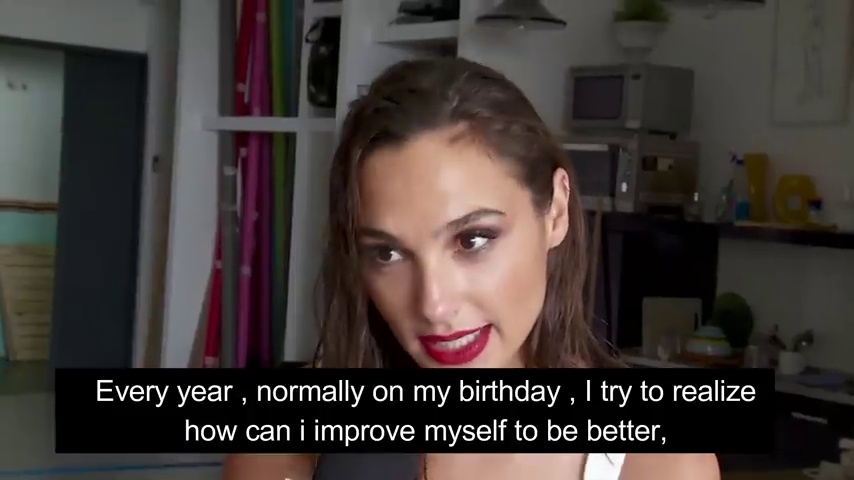 Every year , normally on my birthday , I try to realize
how can i improve myself to be better,